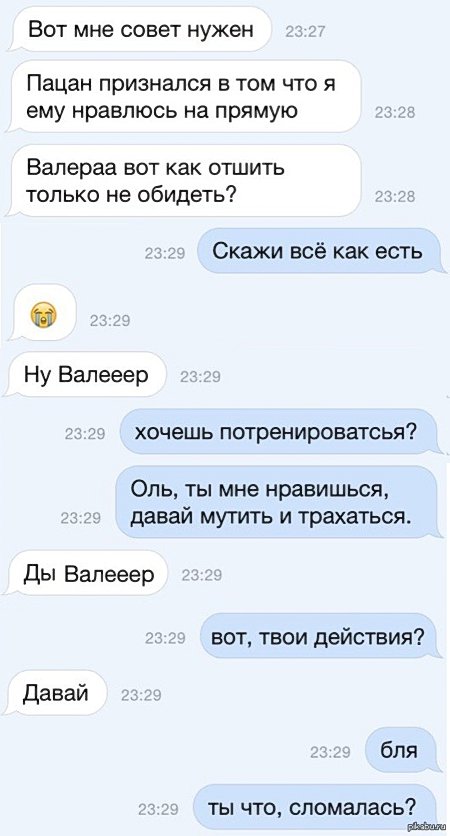 Вот мне совет нужен 23:27
Пацан признался в том что я
ему нравлюсь на прямую 23:28
Валераа вот как отшить
только не обидеть? 23:28
23:29 Скажи всё как есть
😭 23:29
Ну Валееер 23:29
23:29 хочешь потренироватсья?
Оль, ты мне нравишься,
23:29 давай мутить и трахаться.
Ды Валееер 23:29
23:29 вот, твои действия?
Давай 23:29
23:29 бля
23:29 ты что, сломалась?
pikabu.ru